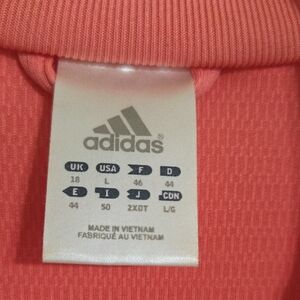 adidas®
UK USA F D
18 L 46 44
E I J CDN
44 50 2XOT L/G
MADE IN VIETNAM
FABRIQUÉ AU VIETNAM